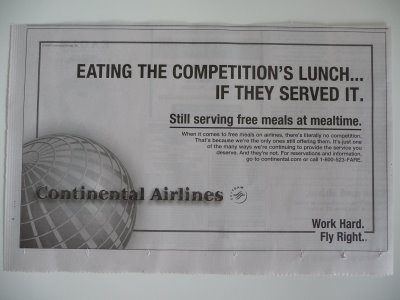 EATING THE COMPETITION'S LUNCH...
IF THEY SERVED IT.
Still serving free meals at mealtime.
When it comes to free meals on airlines, there's literally no competition.
That's because we're the only ones still offering them. It's just one
of the many ways we're continuing to provide the service you
deserve. And they're not. For reservations and information,
go to continental.com or call 1-800-523-FARE.
Continental Airlines
Work Hard.
Fly Right.